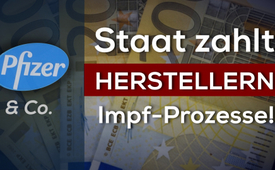 Staat zahlt
Pfizer
HERSTELLERN
& Co.
Impf-Prozesse!